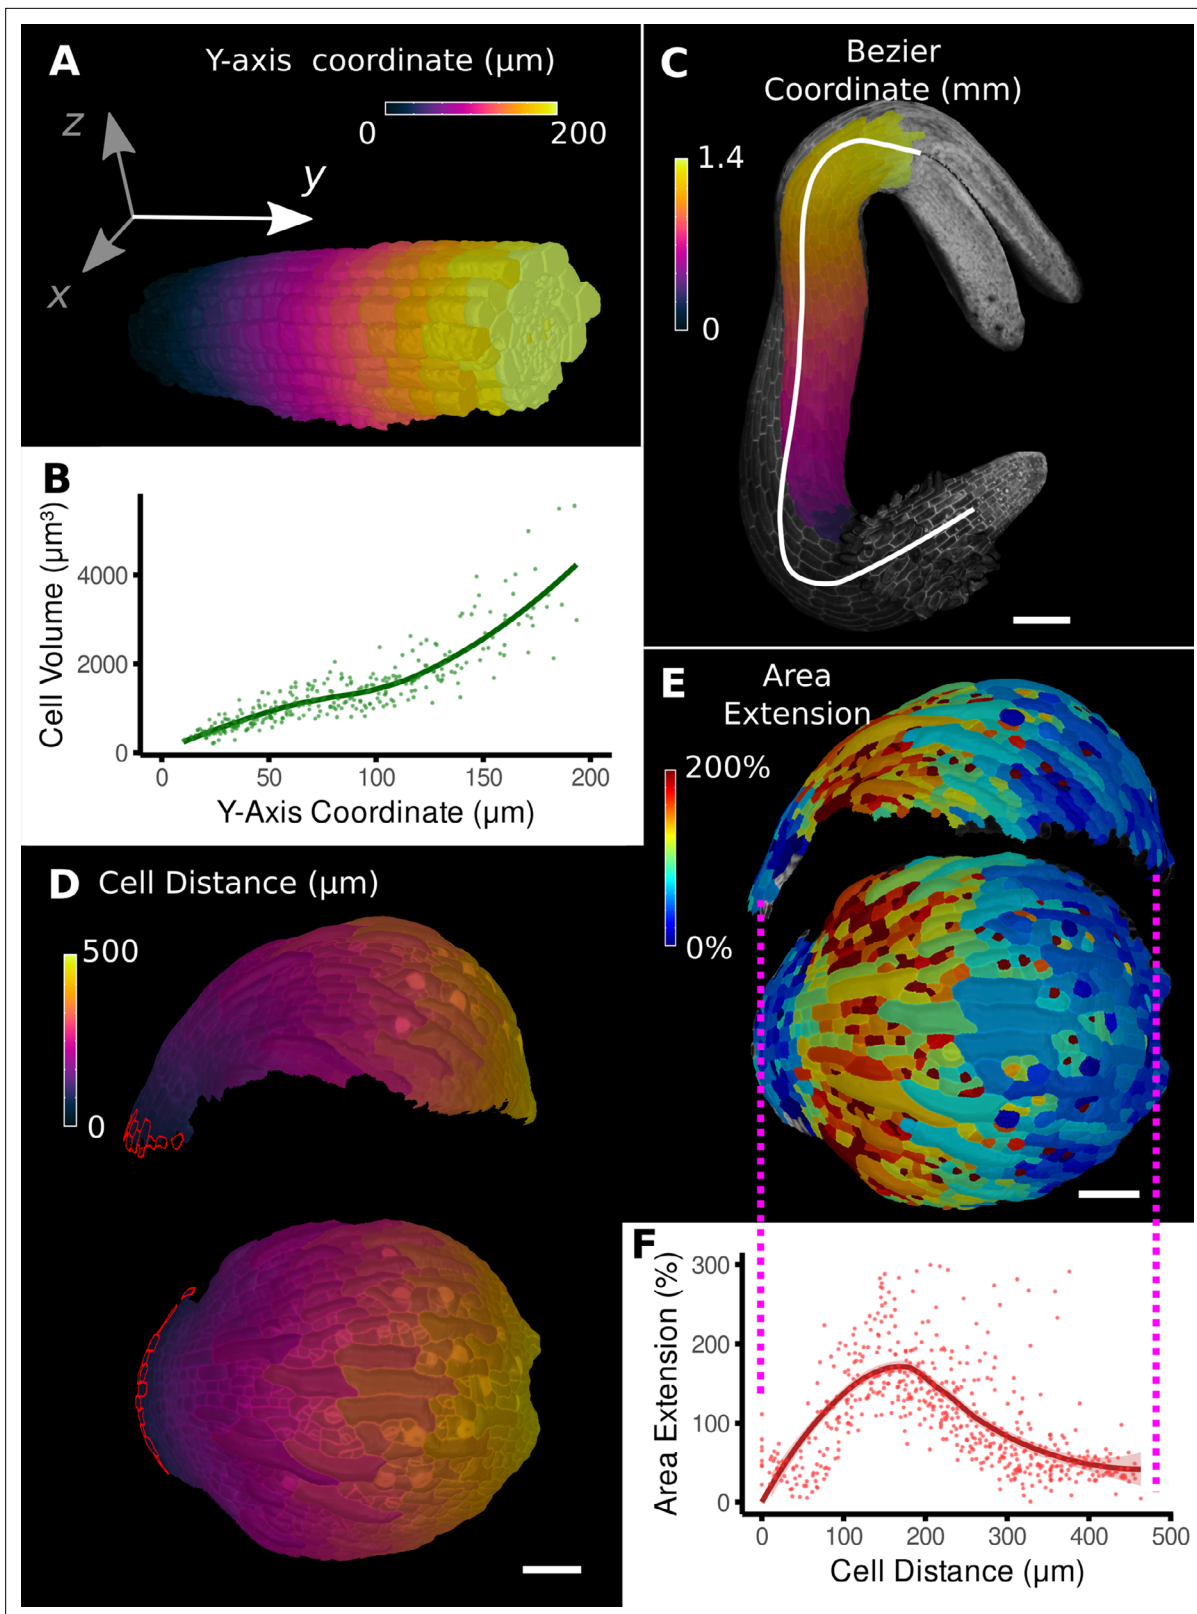 A
Y-axis coordinate (μm)
0
200
z
y
x
B
Cell Volume (μm³)
4000
2000
0
0
50
100
150
200
Y-Axis Coordinate (μm)
C
Bezier
Coordinate (mm)
1.4
0
D Cell Distance (μm)
500
0
E
Area
Extension
200%
0%
F
Area Extension (%)
300
200
100
0
0
100
200
300
400
500
Cell Distance (μm)